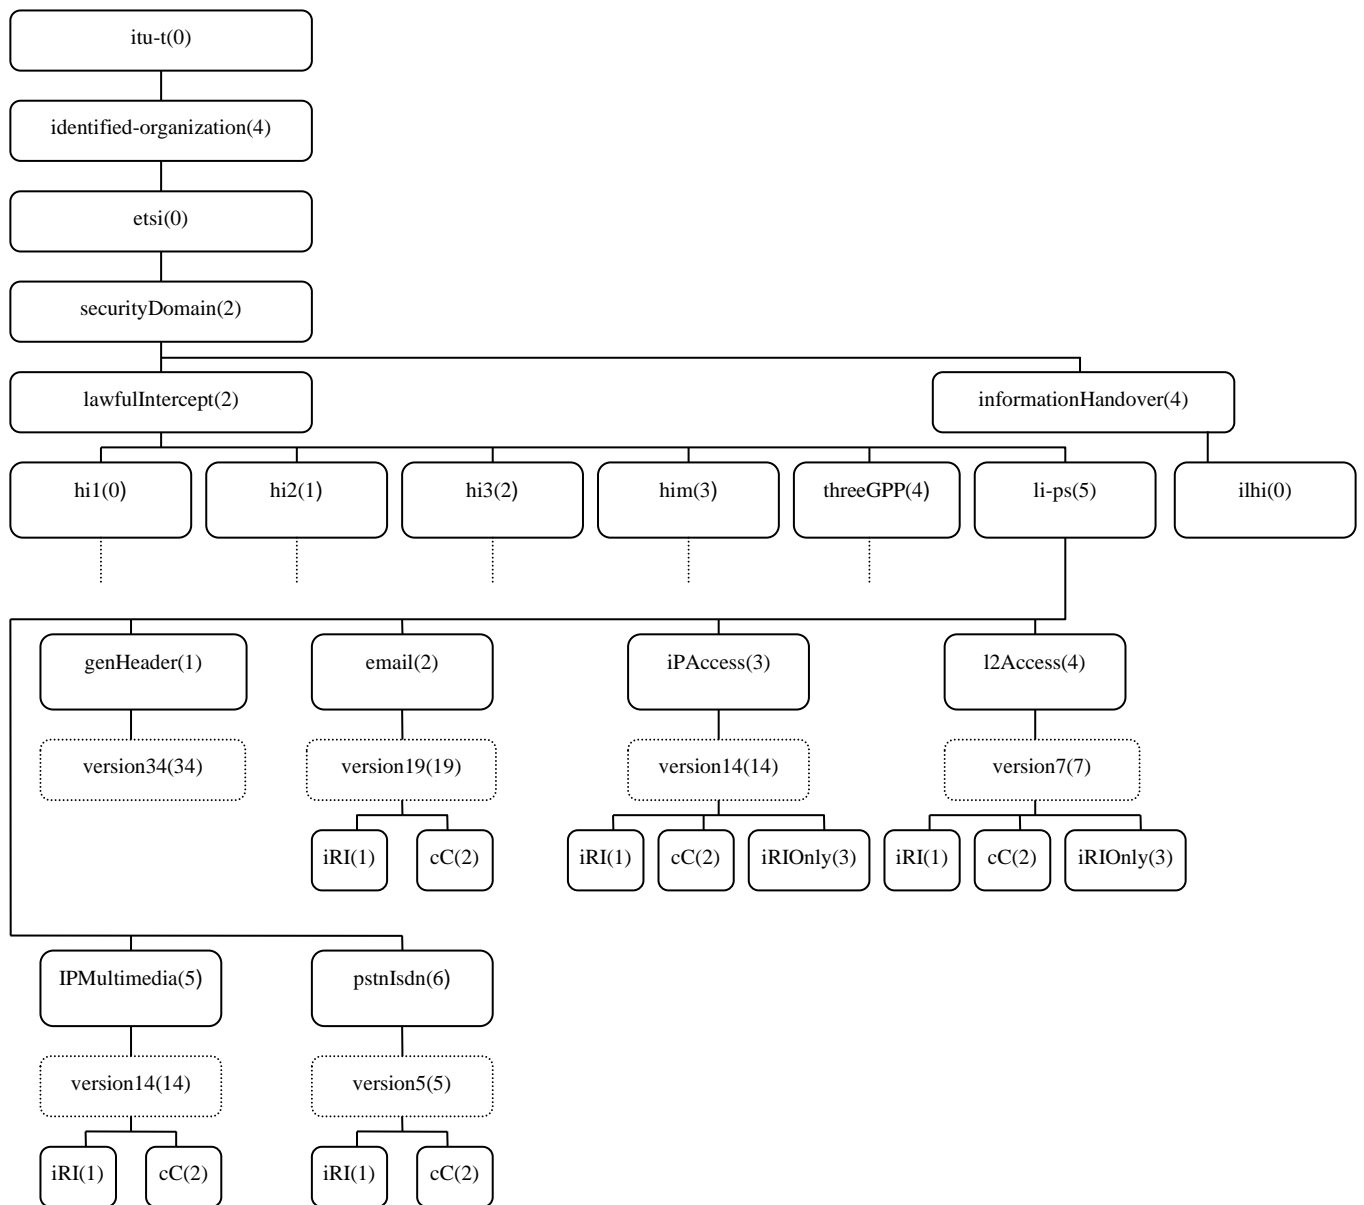 itu-t(0)
identified-organization(4)
etsi(0)
securityDomain(2)
lawfulIntercept(2)
informationHandover(4)
hi1(0)
hi2(1)
hi3(2)
him(3)
threeGPP(4)
li-ps(5)
ilhi(0)
genHeader(1)
email(2)
iPAccess(3)
l2Access(4)
version34(34)
version19(19)
version14(14)
version7(7)
iRI(1)
cC(2)
iRI(1)
cC(2)
iRIOnly(3)
iRI(1)
cC(2)
iRIOnly(3)
IPMultimedia(5)
pstnIsdn(6)
version14(14)
version5(5)
iRI(1)
cC(2)
iRI(1)
cC(2)